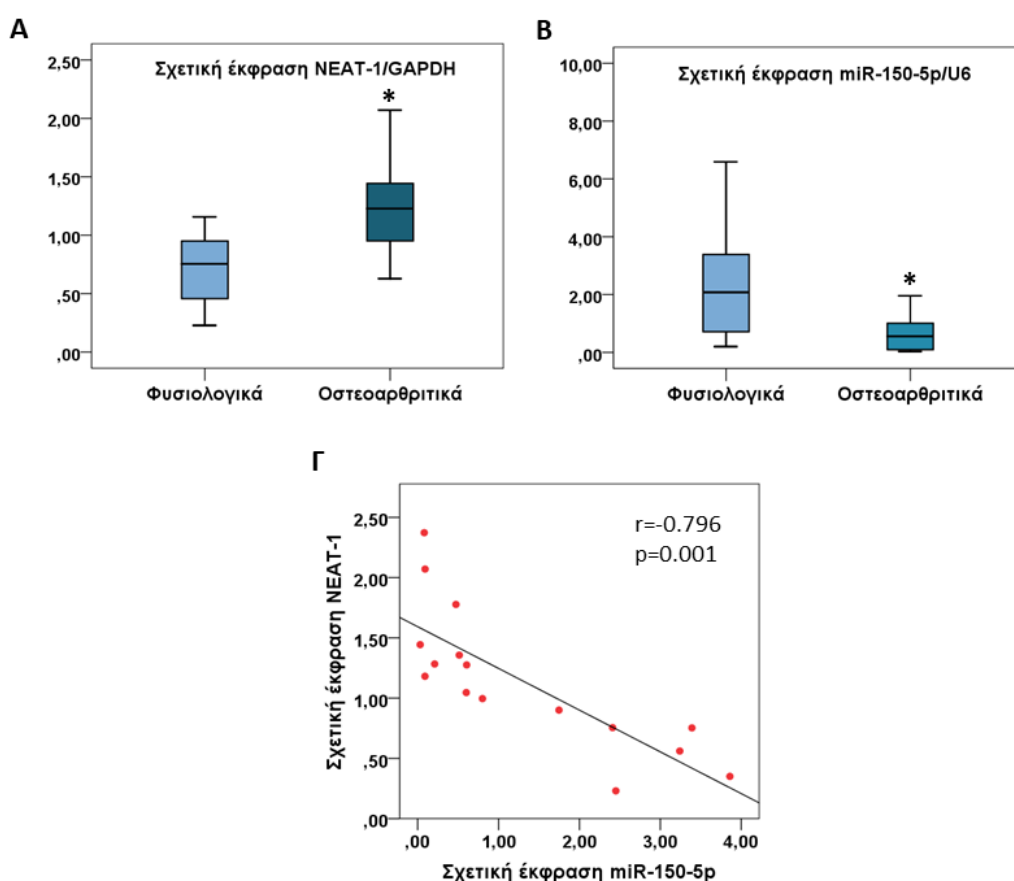 A
B
Σχετική έκφραση NEAT-1/GAPDH
Σχετική έκφραση miR-150-5p/U6
2,50
2,00
1,50
1,00
,50
,00
*
Φυσιολογικά
Οστεοαρθριτικά
10,00
8,00
6,00
4,00
2,00
,00
*
Φυσιολογικά
Οστεοαρθριτικά
Γ
Σχετική έκφραση NEAT-1
2,50
2,00
1,50
1,00
,50
,00
r=-0.796
p=0.001
,00
1,00
2,00
3,00
4,00
Σχετική έκφραση miR-150-5p